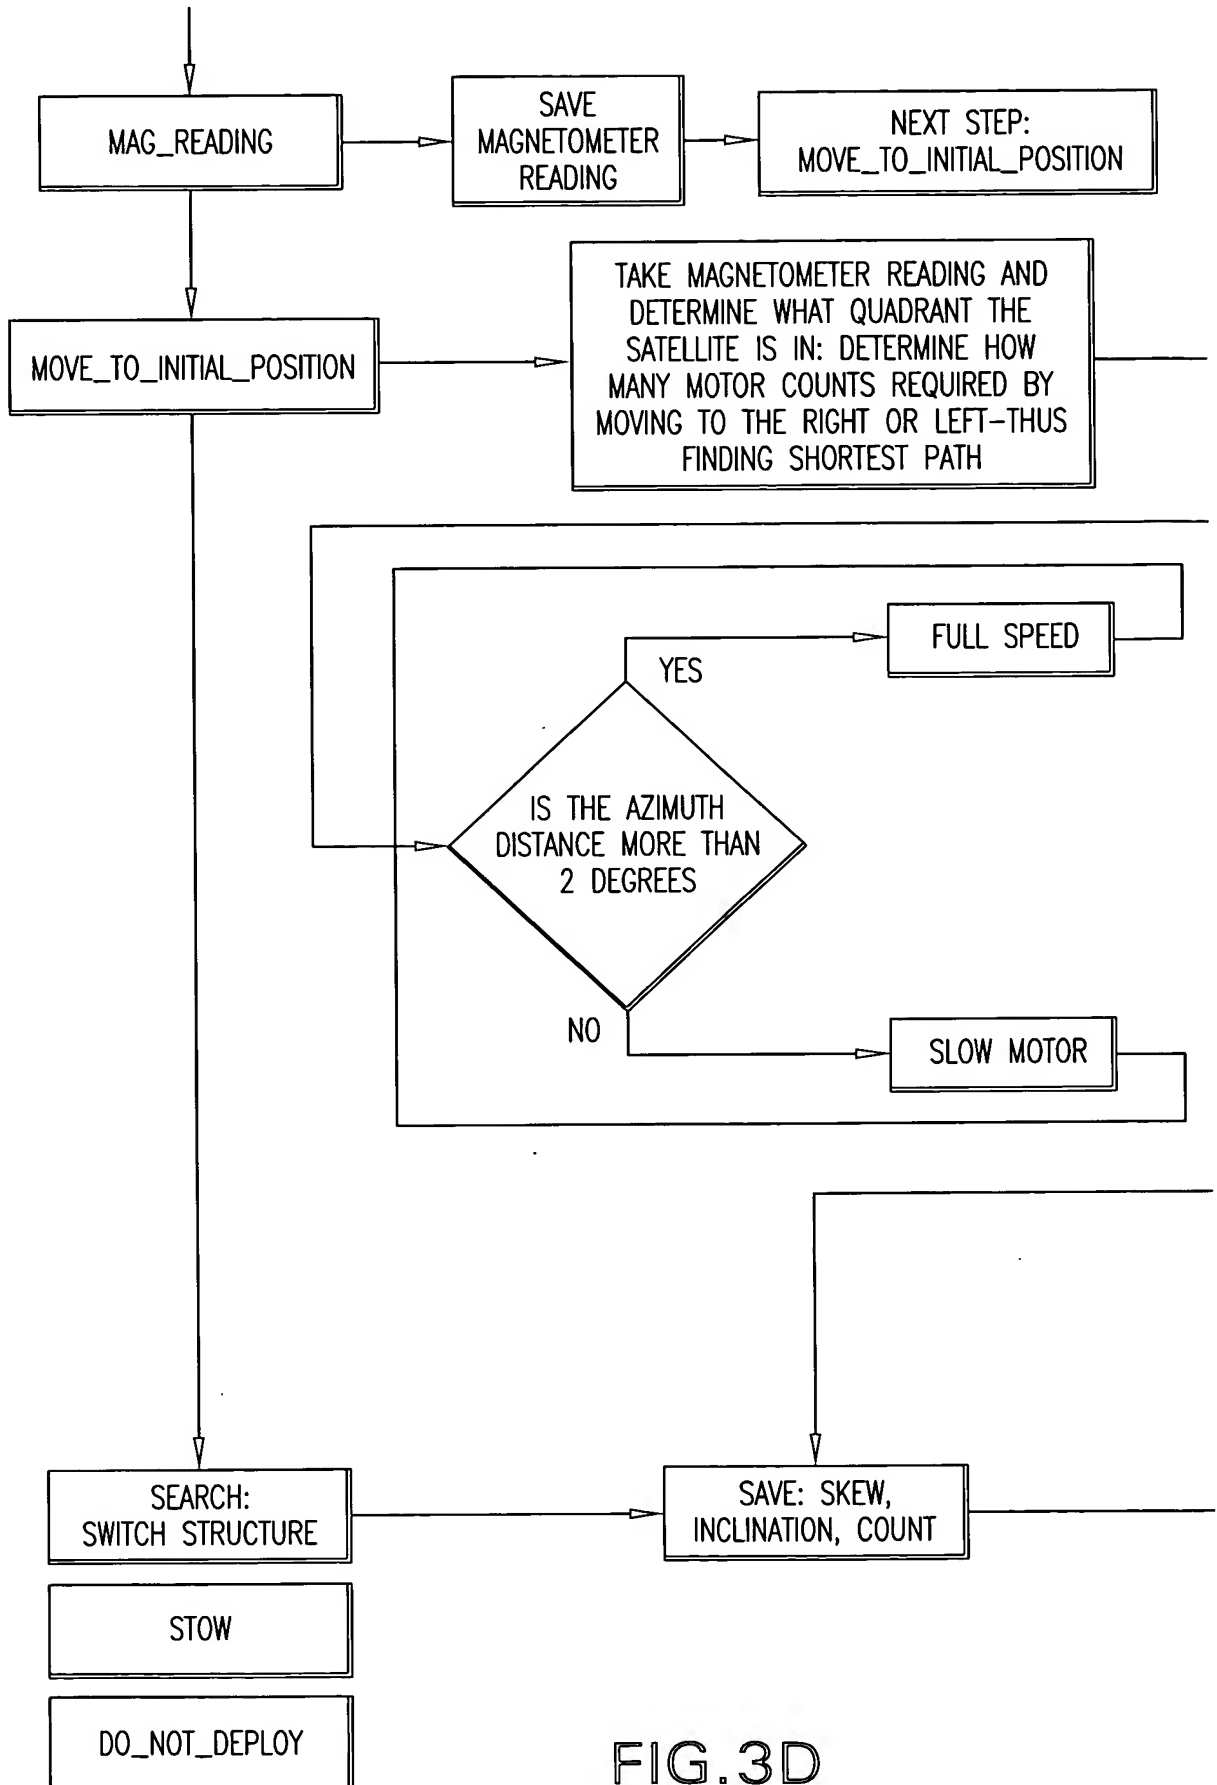 MAG_READING
SAVE
MAGNETOMETER
READING
NEXT STEP:
MOVE_TO_INITIAL_POSITION
MOVE_TO_INITIAL_POSITION
TAKE MAGNETOMETER READING AND
DETERMINE WHAT QUADRANT THE
SATELLITE IS IN: DETERMINE HOW
MANY MOTOR COUNTS REQUIRED BY
MOVING TO THE RIGHT OR LEFT-THUS
FINDING SHORTEST PATH
FULL SPEED
YES
IS THE AZIMUTH
DISTANCE MORE THAN
2 DEGREES
NO
SLOW MOTOR
SEARCH:
SWITCH STRUCTURE
SAVE: SKEW,
INCLINATION, COUNT
STOW
DO_NOT_DEPLOY
FIG.3D